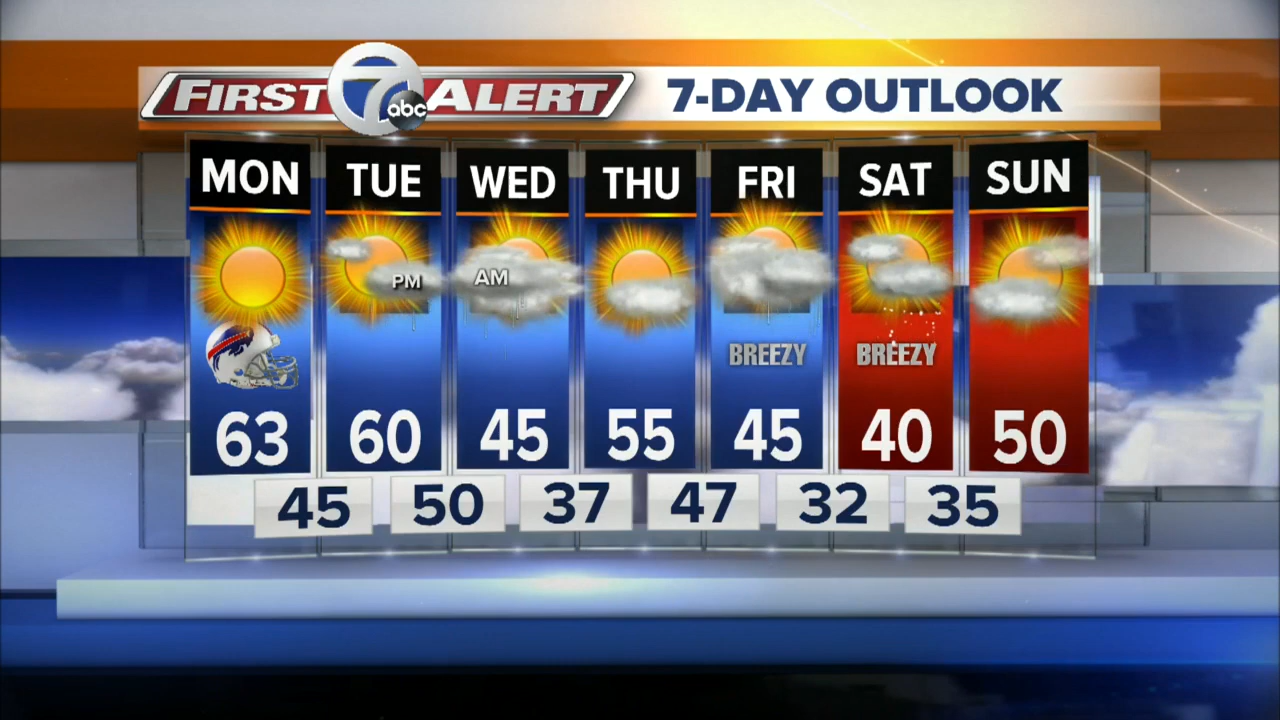 FIRST 7 abc ALERT 7-DAY OUTLOOK
MON TUE WED THU FRI SAT SUN
PM AM
BREEZY BREEZY
63 60 45 55 45 40 50
45 50 37 47 32 35